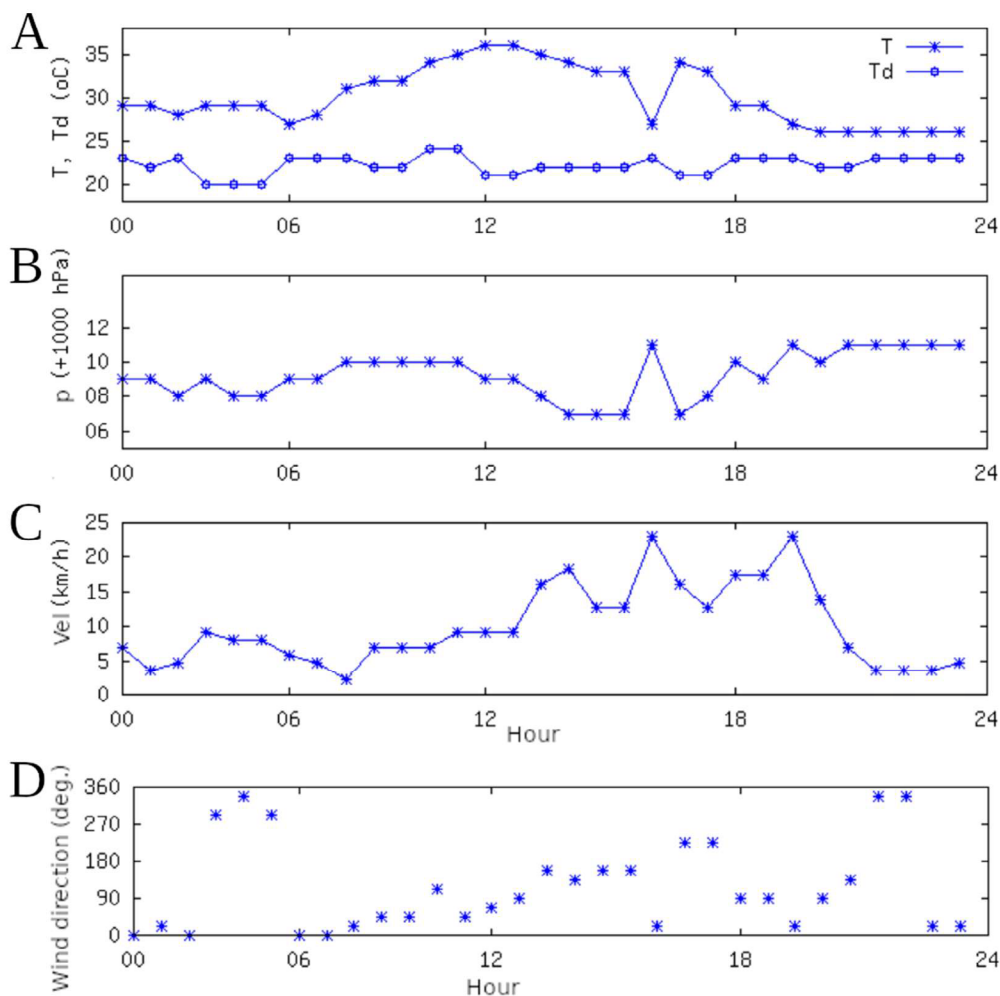 A
T, Td (oC)
35
30
25
20
T
Td
00 06 12 18 24
B
p (+1000 hPa)
12
10
08
06
00 06 12 18 24
C
Vel (km/h)
25
20
15
10
5
0
00 06 12 18 24
Hour
D
Wind direction (deg.)
360
270
180
90
0
00 06 12 18 24
Hour